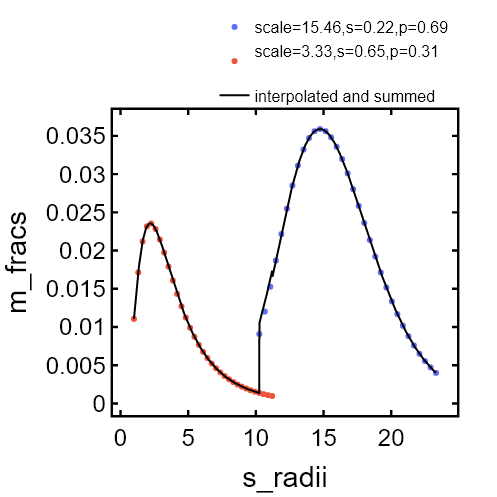 scale=15.46,s=0.22,p=0.69
scale=3.33,s=0.65,p=0.31
interpolated and summed
0.035
0.03
0.025
0.02
0.015
0.01
0.005
0
m_fracs
0 5 10 15 20
s_radii